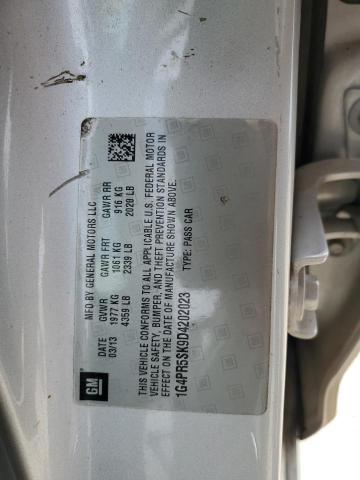 MFD BY GENERAL MOTORS LLC
DATE GVWR GAWR FRT GAWR RR
03/13 1977 KG 1061 KG 916 KG
4359 LB 2339 LB 2020 LB
THIS VEHICLE CONFORMS TO ALL APPLICABLE U.S. FEDERAL MOTOR
VEHICLE SAFETY, BUMPER, AND THEFT PREVENTION STANDARDS IN
EFFECT ON THE DATE OF MANUFACTURE SHOWN ABOVE.
1G4PR5SK9D4202023 TYPE: PASS CAR
GM